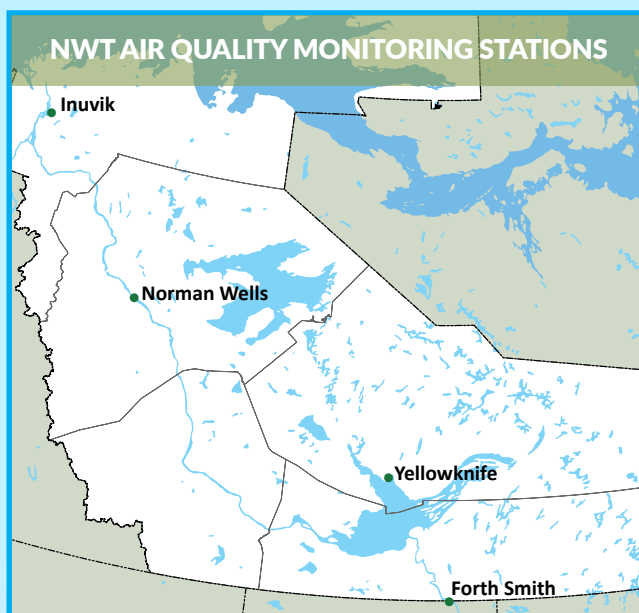 NWT AIR QUALITY MONITORING STATIONS
Inuvik
Norman Wells
Yellowknife
Forth Smith